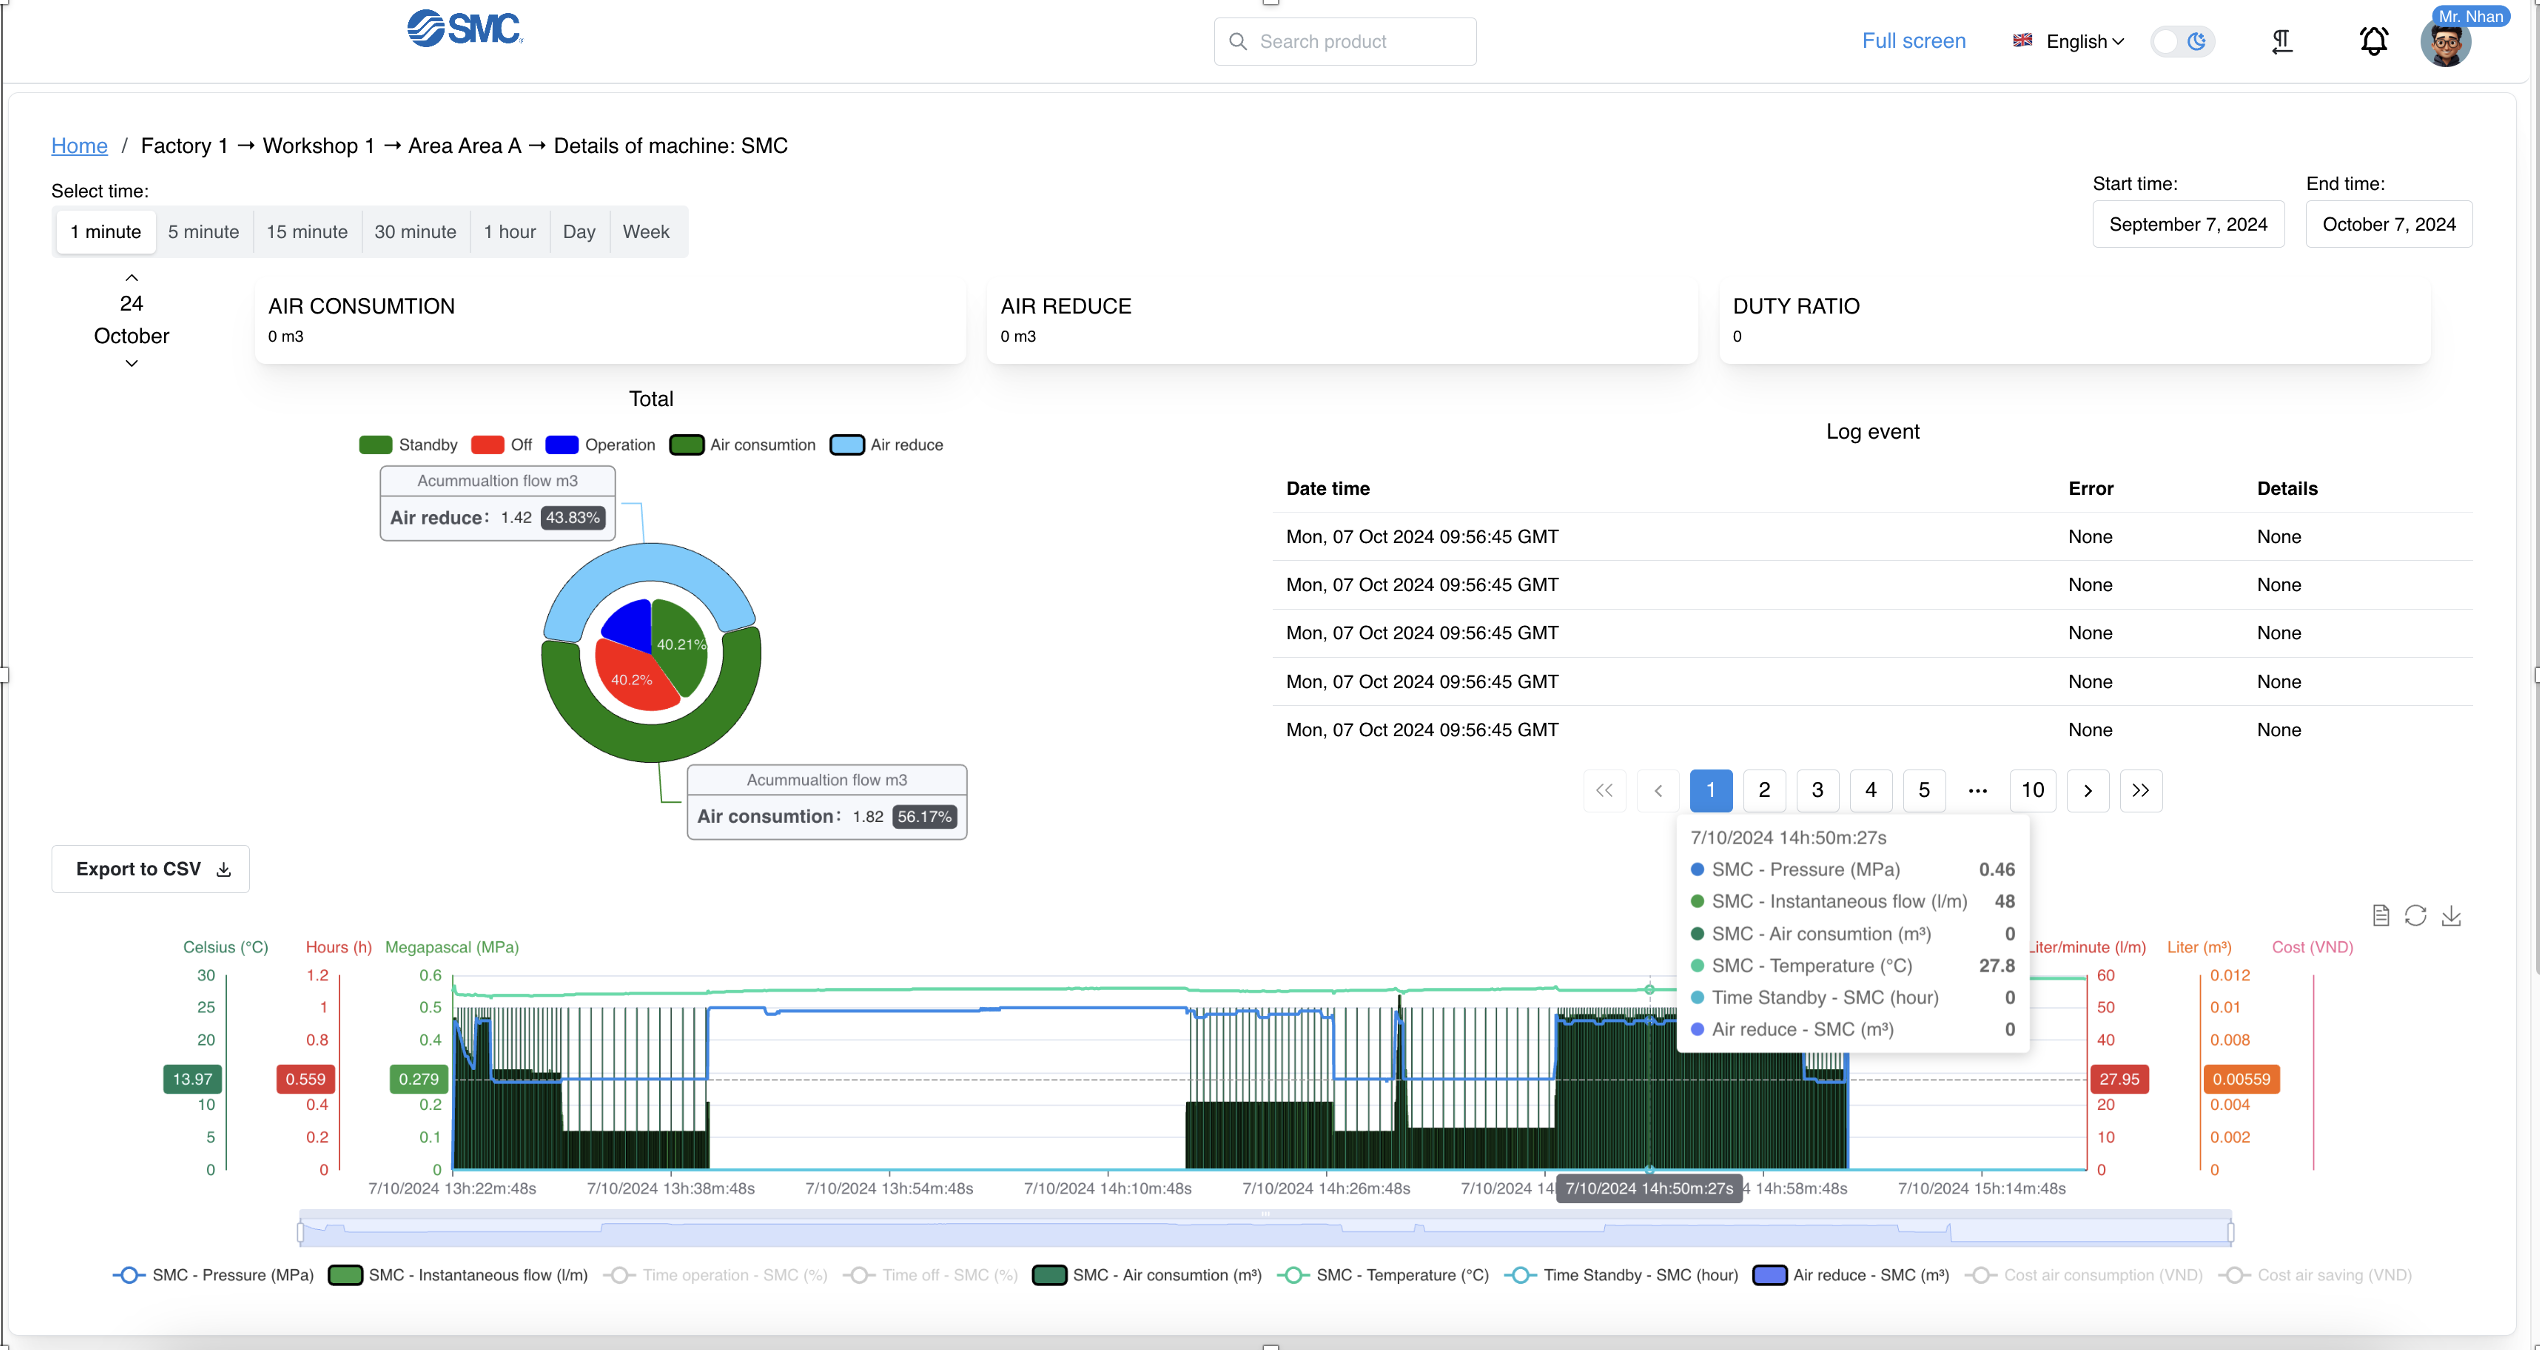 Mr. Nhan
SMC
Search product
Full screen
English
Home / Factory 1 → Workshop 1 → Area Area A → Details of machine: SMC
Select time:
Start time:
End time:
1 minute
5 minute
15 minute
30 minute
1 hour
Day
Week
September 7, 2024
October 7, 2024
24
October
AIR CONSUMTION
0 m3
AIR REDUCE
0 m3
DUTY RATIO
0
Total
Standby
Off
Operation
Air consumtion
Air reduce
Acummualtion flow m3
Air reduce: 1.42 43.83%
40.21%
40.2%
Acummualtion flow m3
Air consumtion: 1.82 56.17%
Log event
Date time Error Details
Mon, 07 Oct 2024 09:56:45 GMT None None
Mon, 07 Oct 2024 09:56:45 GMT None None
Mon, 07 Oct 2024 09:56:45 GMT None None
Mon, 07 Oct 2024 09:56:45 GMT None None
Mon, 07 Oct 2024 09:56:45 GMT None None
1 2 3 4 5 ••• 10
Export to CSV
7/10/2024 14h:50m:27s
SMC - Pressure (MPa) 0.46
SMC - Instantaneous flow (l/m) 48
SMC - Air consumtion (m³) 0
SMC - Temperature (°C) 27.8
Time Standby - SMC (hour) 0
Air reduce - SMC (m³) 0
Celsius (°C)
30
25
20
13.97
10
5
0
Hours (h)
1.2
1
0.8
0.559
0.4
0.2
0
Megapascal (MPa)
0.6
0.5
0.4
0.279
0.2
0.1
0
Liter/minute (l/m)
60
50
40
27.95
20
10
0
Liter (m³)
0.012
0.01
0.008
0.00559
0.004
0.002
0
Cost (VND)
7/10/2024 13h:22m:48s
7/10/2024 13h:38m:48s
7/10/2024 13h:54m:48s
7/10/2024 14h:10m:48s
7/10/2024 14h:26m:48s
7/10/2024 14
7/10/2024 14h:50m:27s
4 14h:58m:48s
7/10/2024 15h:14m:48s
SMC - Pressure (MPa)
SMC - Instantaneous flow (l/m)
Time operation - SMC (%)
Time off - SMC (%)
SMC - Air consumtion (m³)
SMC - Temperature (°C)
Time Standby - SMC (hour)
Air reduce - SMC (m³)
Cost air consumption (VND)
Cost air saving (VND)